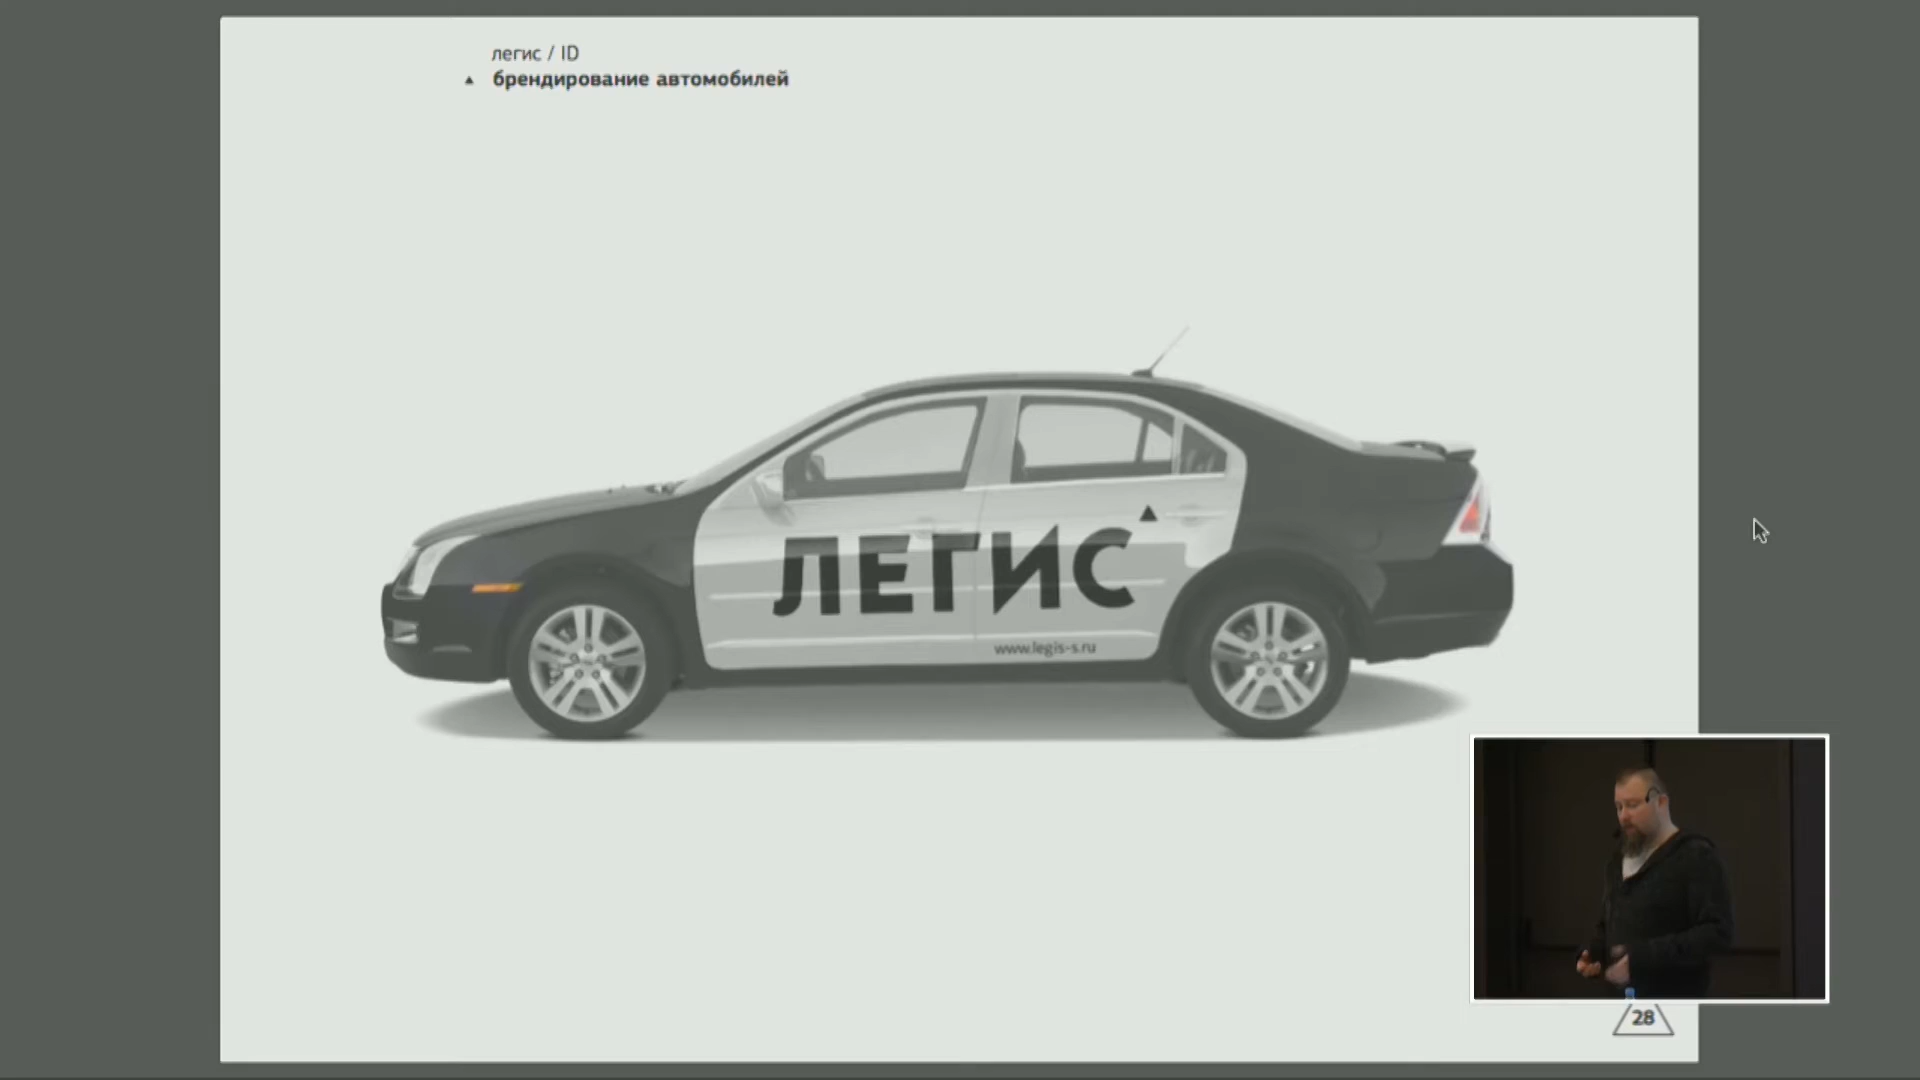 легис / ID
▲ брендирование автомобилей
ЛЕГИС
www.legis-s.ru
28